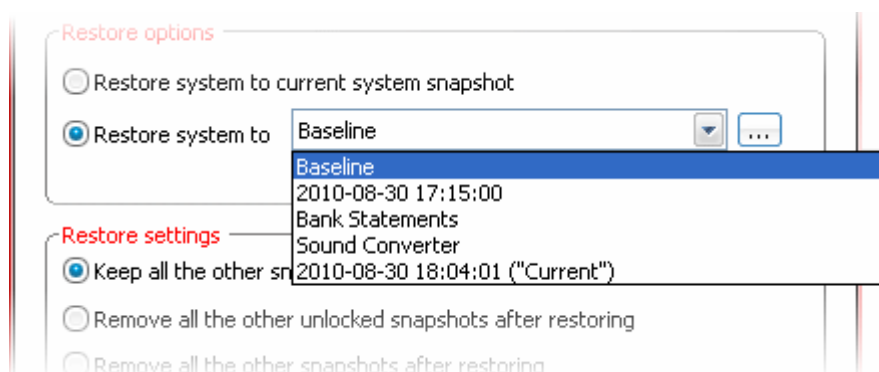 Restore options
Restore system to current system snapshot
Restore system to Baseline ...
Baseline
2010-08-30 17:15:00
Bank Statements
Sound Converter
2010-08-30 18:04:01 ("Current")
Restore settings
Keep all the other
Remove all the other unlocked snapshots after restoring
Remove all the other snapshots after restoring